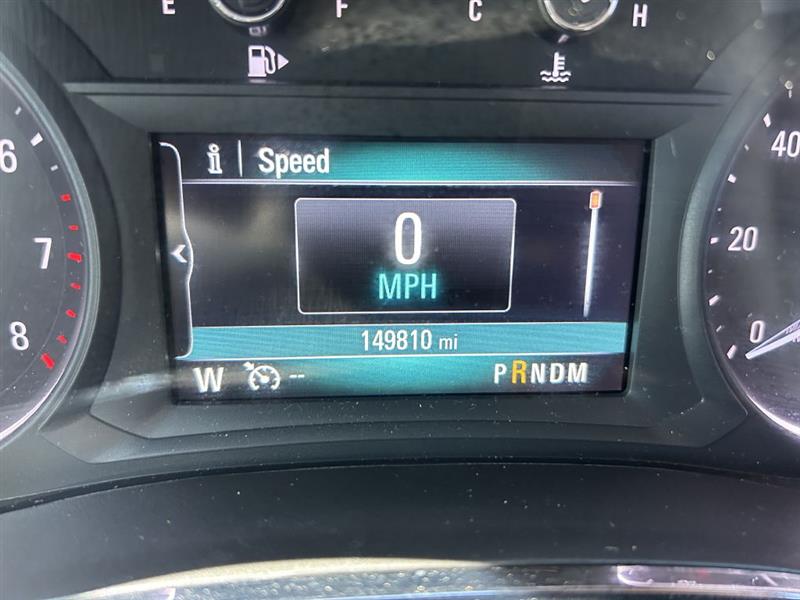 E F C H
i Speed
6 7 8
0
MPH
40
20
0
149810 mi
W -- PRNDM